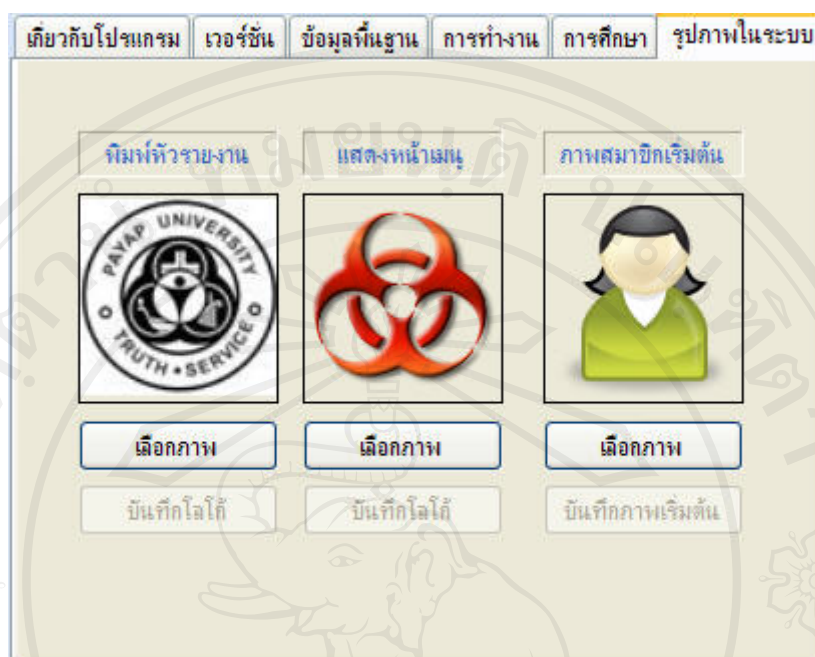 เกี่ยวกับโปรแกรม เวอร์ชั่น ข้อมูลพื้นฐาน การทำงาน การศึกษา รูปภาพในระบบ
พิมพ์หัวรายงาน แสดงหน้าเมนู ภาพสมาชิกเริ่มต้น
PAYAP UNIVERSITY
TRUTH • SERVICE
เลือกภาพ เลือกภาพ เลือกภาพ
บันทึกโลโก้ บันทึกโลโก้ บันทึกภาพเริ่มต้น